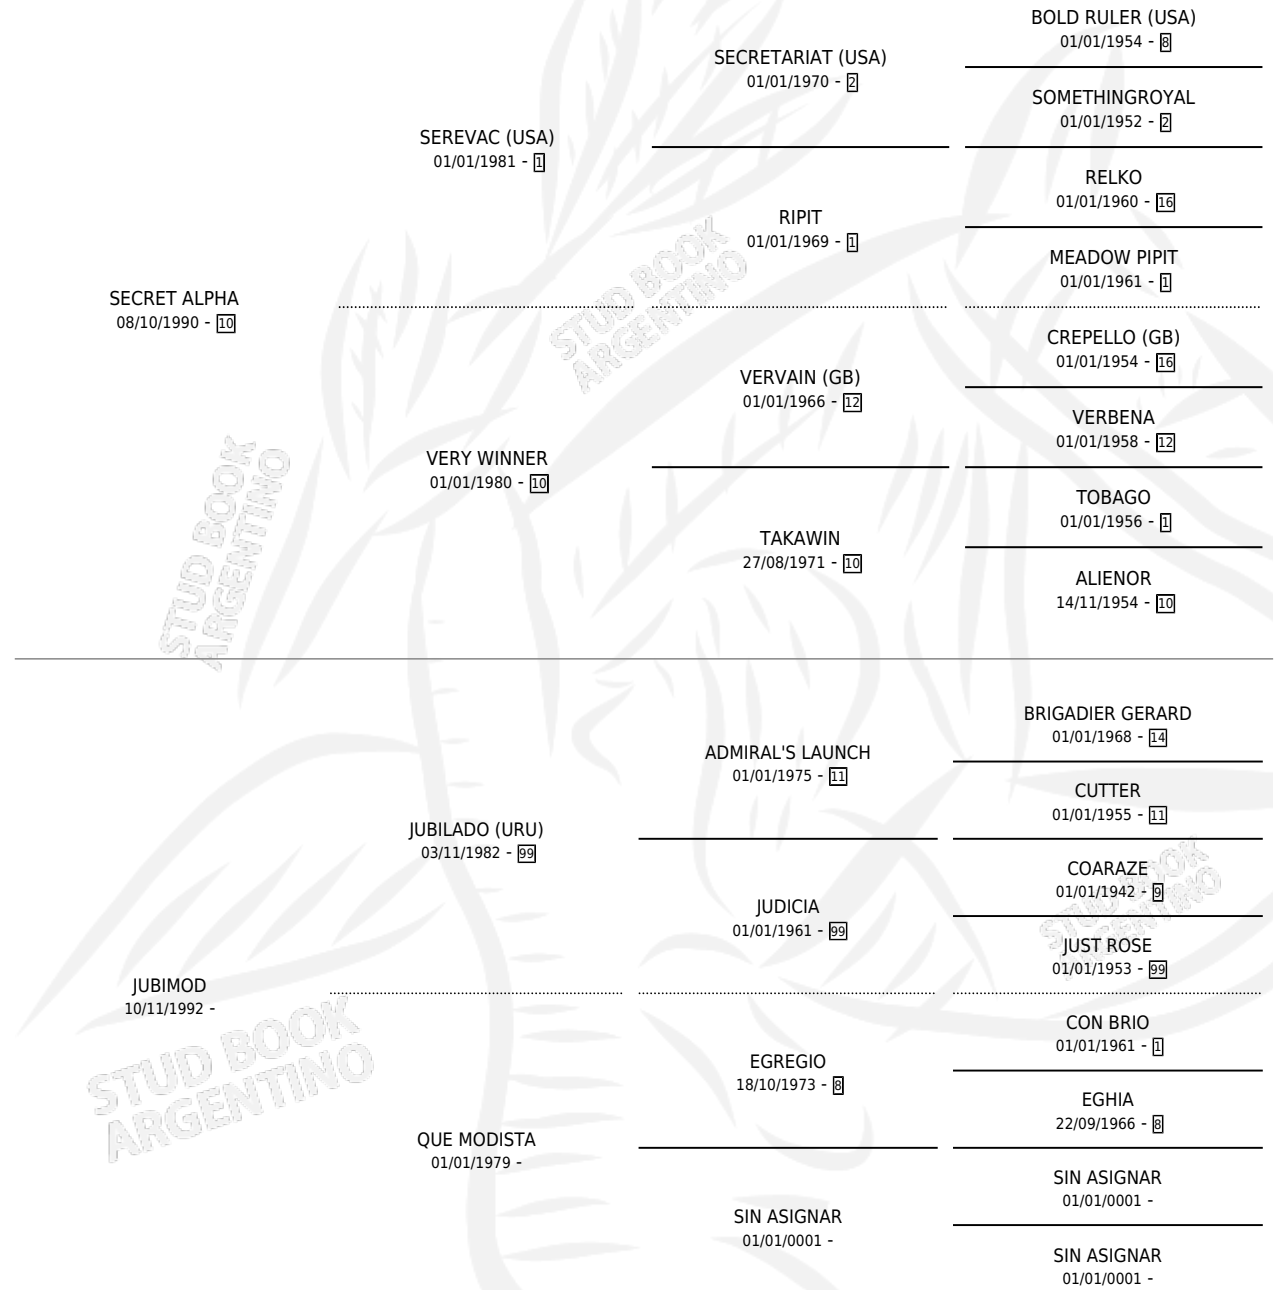 BOLD RULER (USA)
01/01/1954 - 8
SECRETARIAT (USA)
01/01/1970 - 2
SOMETHINGROYAL
01/01/1952 - 2
SEREVAC (USA)
01/01/1981 - 1
RELKO
01/01/1960 - 16
RIPIT
01/01/1969 - 1
MEADOW PIPIT
01/01/1961 - 1
SECRET ALPHA
08/10/1990 - 10
STUD BOOK
ARGENTINO
CREPELLO (GB)
01/01/1954 - 16
VERVAIN (GB)
01/01/1966 - 12
VERBENA
01/01/1958 - 12
VERY WINNER
01/01/1980 - 10
TOBAGO
01/01/1956 - 1
TAKAWIN
27/08/1971 - 10
ALIENOR
14/11/1954 - 10
STUD BOOK
ARGENTINO
BRIGADIER GERARD
01/01/1968 - 14
ADMIRAL'S LAUNCH
01/01/1975 - 11
CUTTER
01/01/1955 - 11
JUBILADO (URU)
03/11/1982 - 99
COARAZE
01/01/1942 - 9
JUDICIA
01/01/1961 - 99
STUD BOOK
ARGENTINO
JUST ROSE
01/01/1953 - 99
JUBIMOD
10/11/1992 -
CON BRIO
01/01/1961 - 1
EGREGIO
18/10/1973 - 8
STUD BOOK
ARGENTINO
EGHIA
22/09/1966 - 8
QUE MODISTA
01/01/1979 -
SIN ASIGNAR
01/01/0001 -
SIN ASIGNAR
01/01/0001 -
SIN ASIGNAR
01/01/0001 -